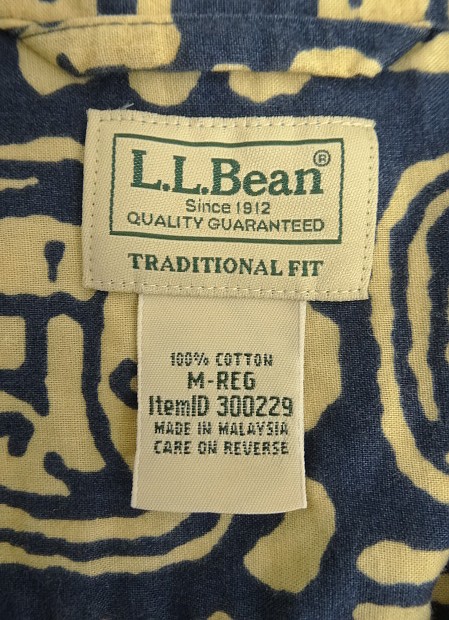 L.L.Bean®
Since 1912
QUALITY GUARANTEED
TRADITIONAL FIT
100% COTTON
M-REG
ItemID 300229
MADE IN MALAYSIA
CARE ON REVERSE